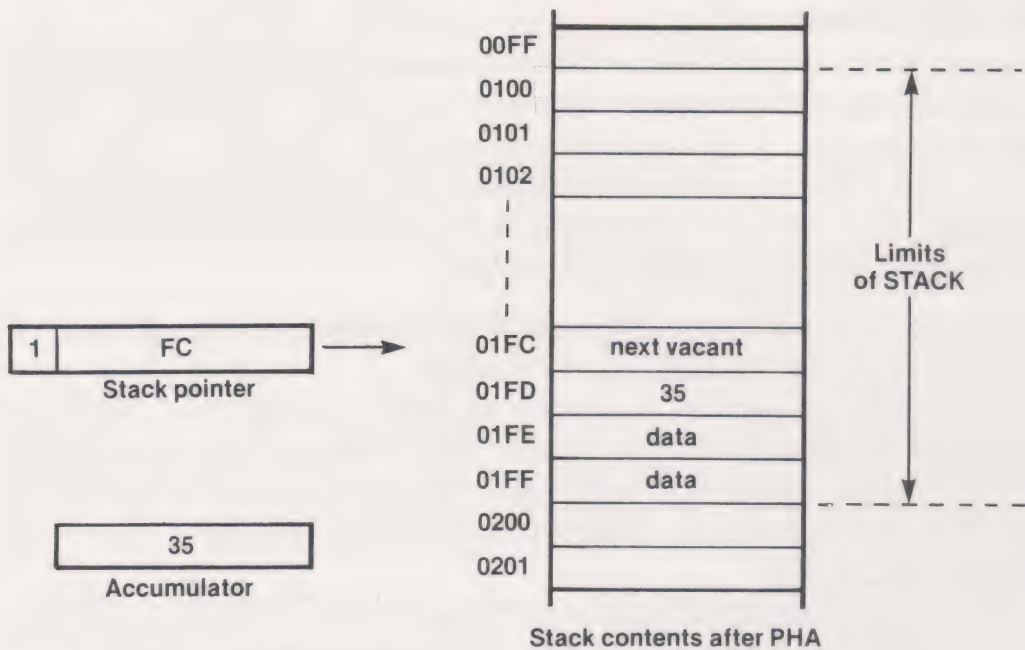 00FF
0100
0101
0102
Limits
of STACK
1 FC
Stack pointer
01FC next vacant
01FD 35
01FE data
01FF data
0200
0201
35
Accumulator
Stack contents after PHA